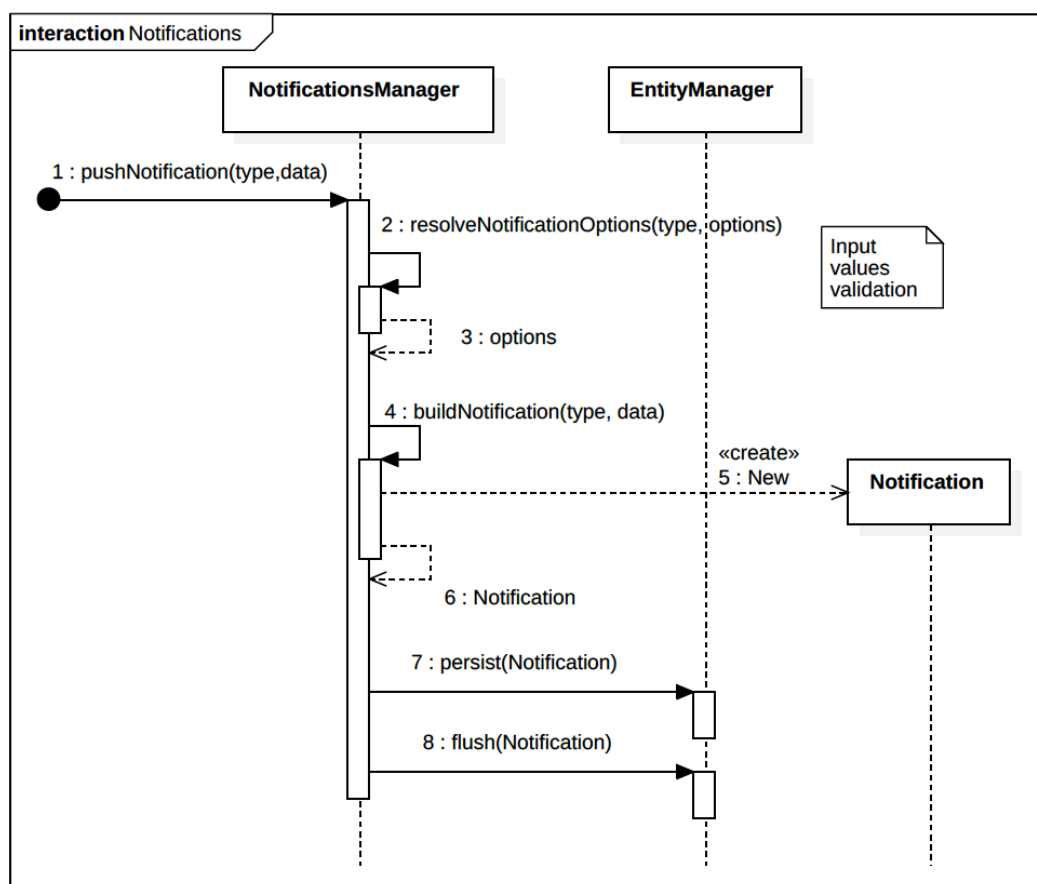 interaction Notifications
NotificationsManager
EntityManager
1 : pushNotification(type,data)
2 : resolveNotificationOptions(type, options)
Input
values
validation
3 : options
4 : buildNotification(type, data)
«create»
5 : New
Notification
6 : Notification
7 : persist(Notification)
8 : flush(Notification)